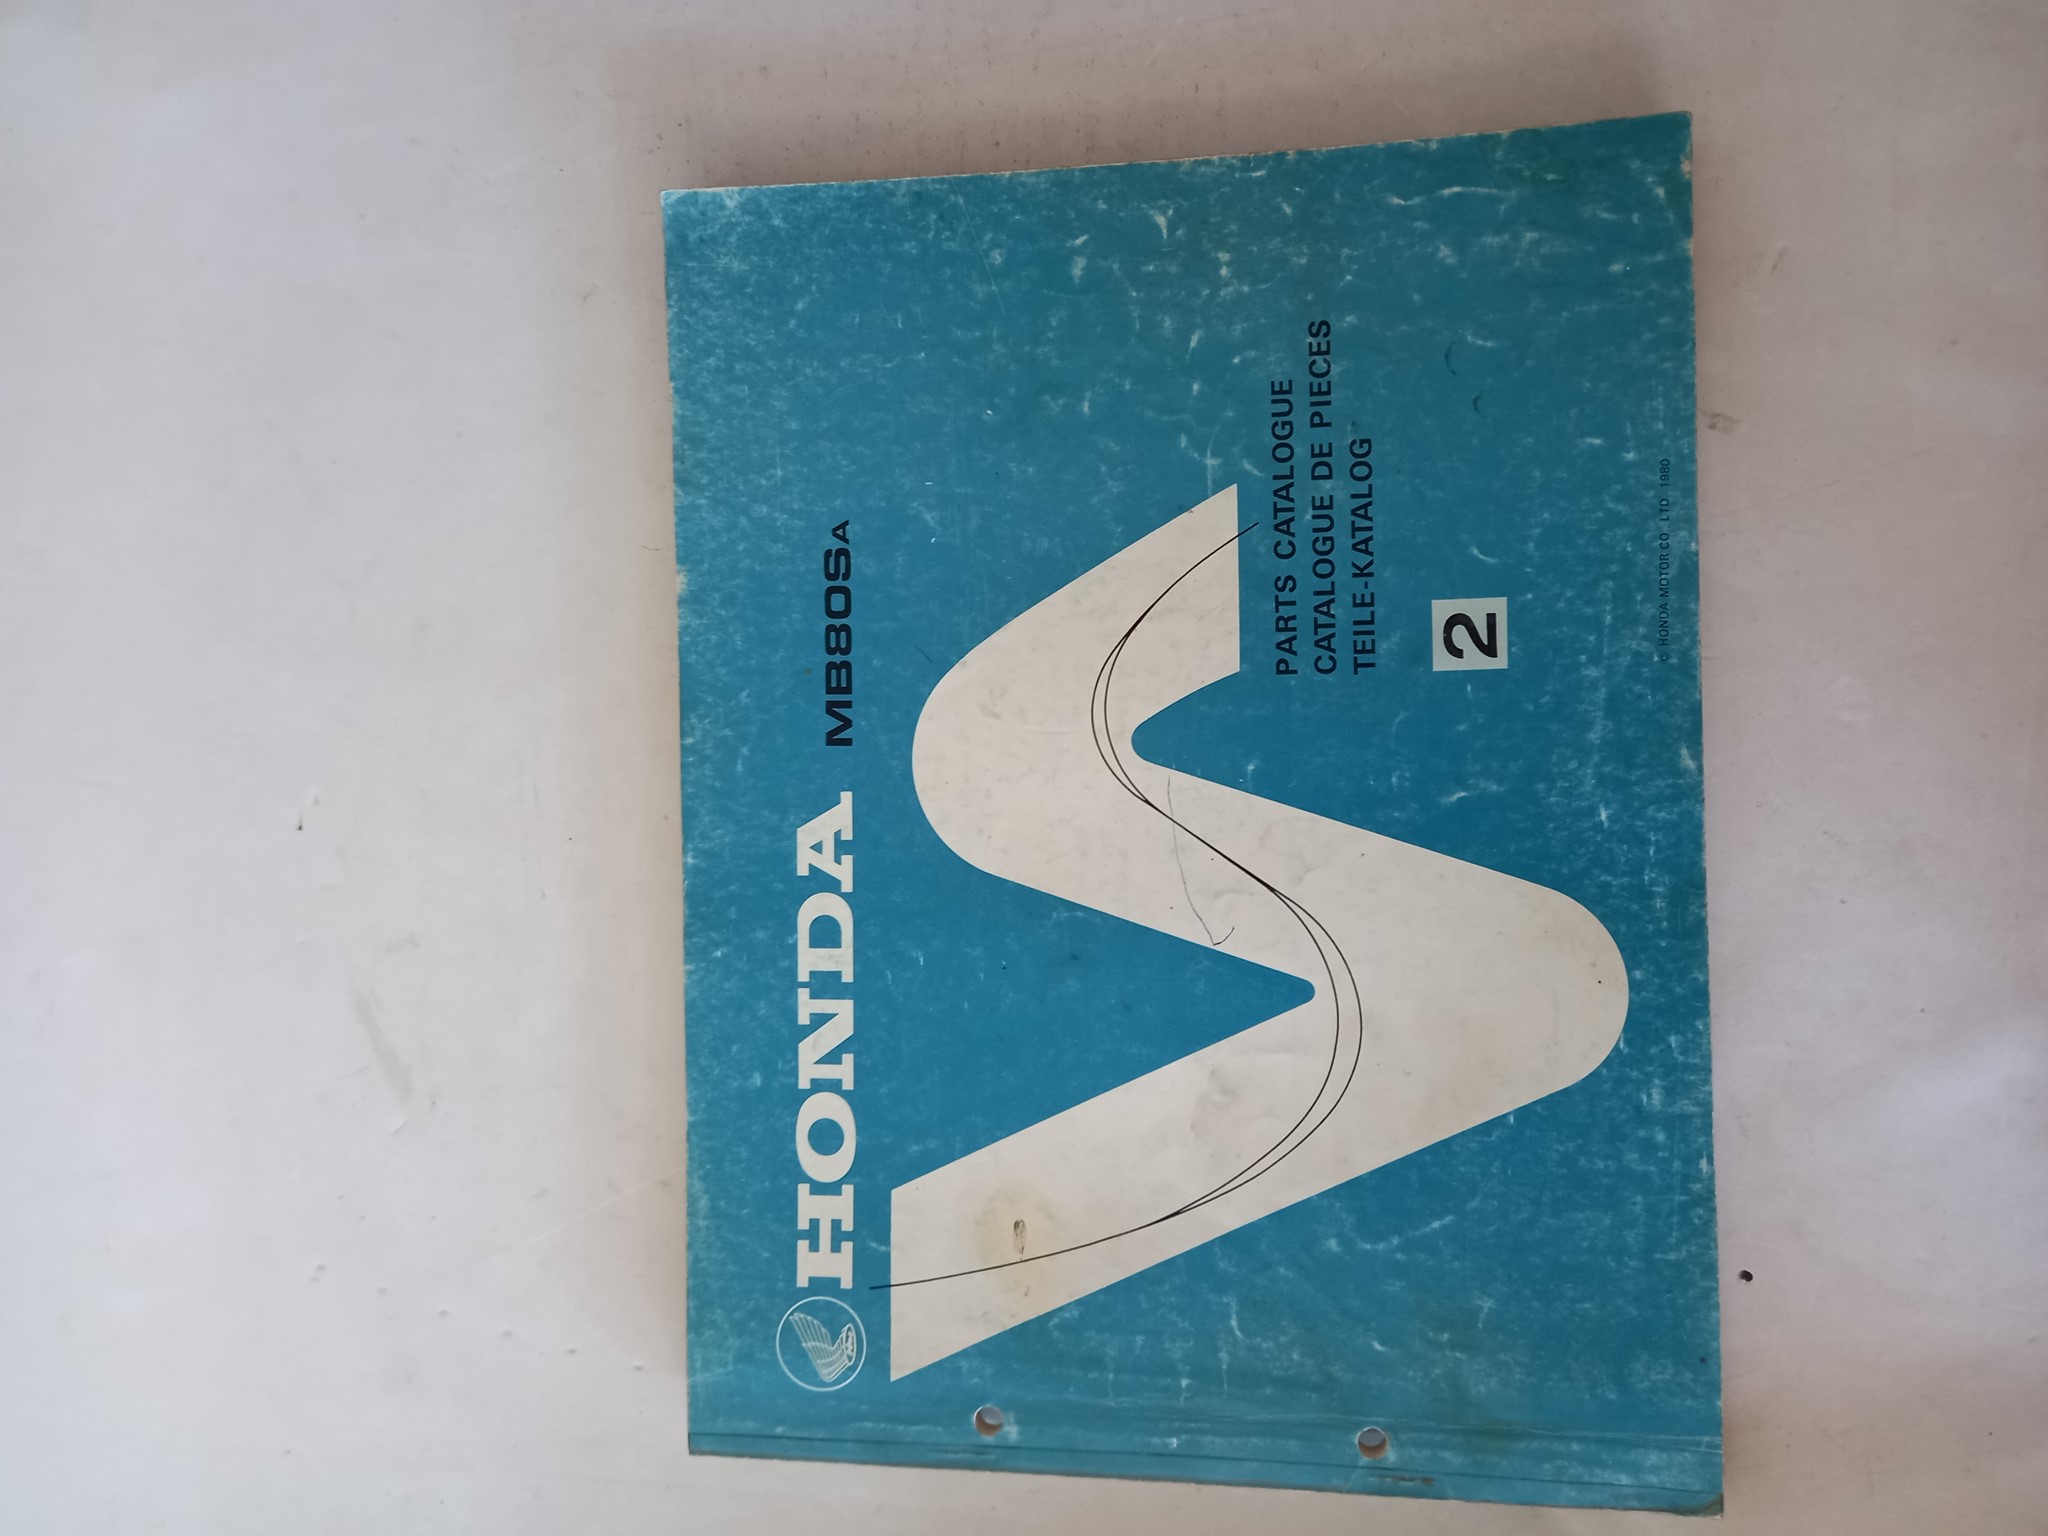 HONDA MB80SA
PARTS CATALOGUE
CATALOGUE DE PIECES
TEILE-KATALOG
2
© HONDA MOTOR CO., LTD. 1980